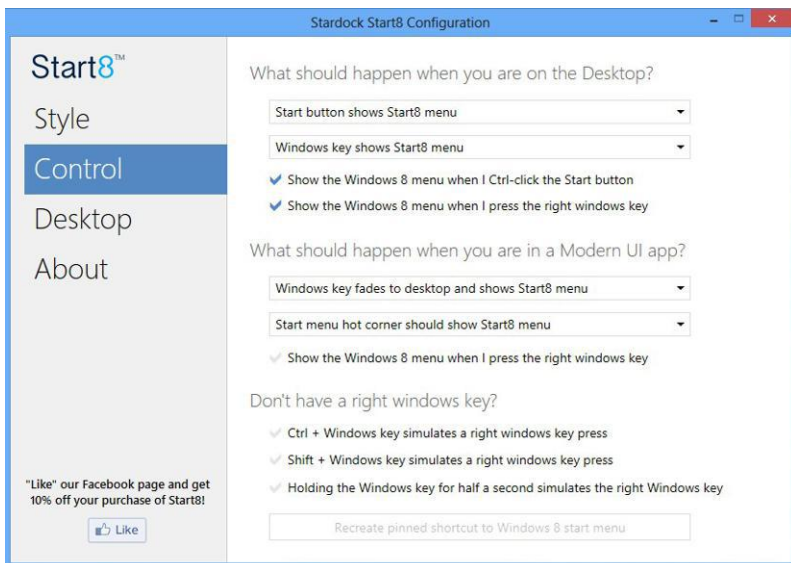 Stardock Start8 Configuration
Start8™
Style
Control
Desktop
About
"Like" our Facebook page and get
10% off your purchase of Start8!
Like
What should happen when you are on the Desktop?
Start button shows Start8 menu
Windows key shows Start8 menu
Show the Windows 8 menu when I Ctrl-click the Start button
Show the Windows 8 menu when I press the right windows key
What should happen when you are in a Modern UI app?
Windows key fades to desktop and shows Start8 menu
Start menu hot corner should show Start8 menu
Show the Windows 8 menu when I press the right windows key
Don't have a right windows key?
Ctrl + Windows key simulates a right windows key press
Shift + Windows key simulates a right windows key press
Holding the Windows key for half a second simulates the right Windows key
Recreate pinned shortcut to Windows 8 start menu